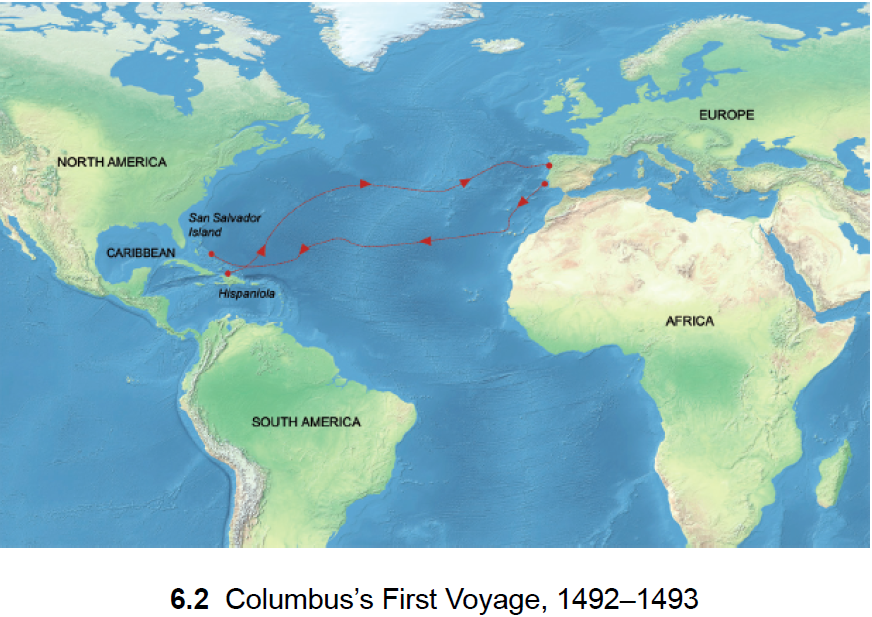 EUROPE
NORTH AMERICA
San Salvador
Island
CARIBBEAN
Hispaniola
AFRICA
SOUTH AMERICA
6.2 Columbus’s First Voyage, 1492–1493